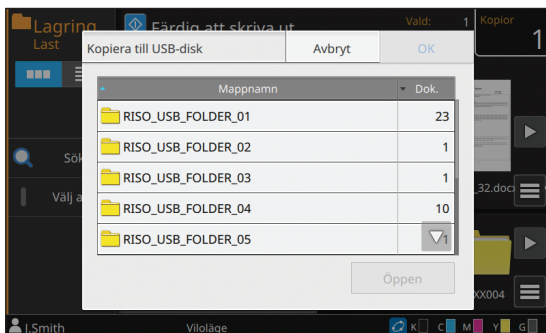 Lagring
Last
Färdig att skriva ut
Vald: 1
Kopior
1
Kopiera till USB-disk
Avbryt
OK
Mappnamn
Dok.
RISO_USB_FOLDER_01 23
RISO_USB_FOLDER_02 1
RISO_USB_FOLDER_03 1
RISO_USB_FOLDER_04 10
RISO_USB_FOLDER_05 1
Öppen
Sök
Välj a
_32.doc
XX004
J.Smith
Viloläge
K C M Y G